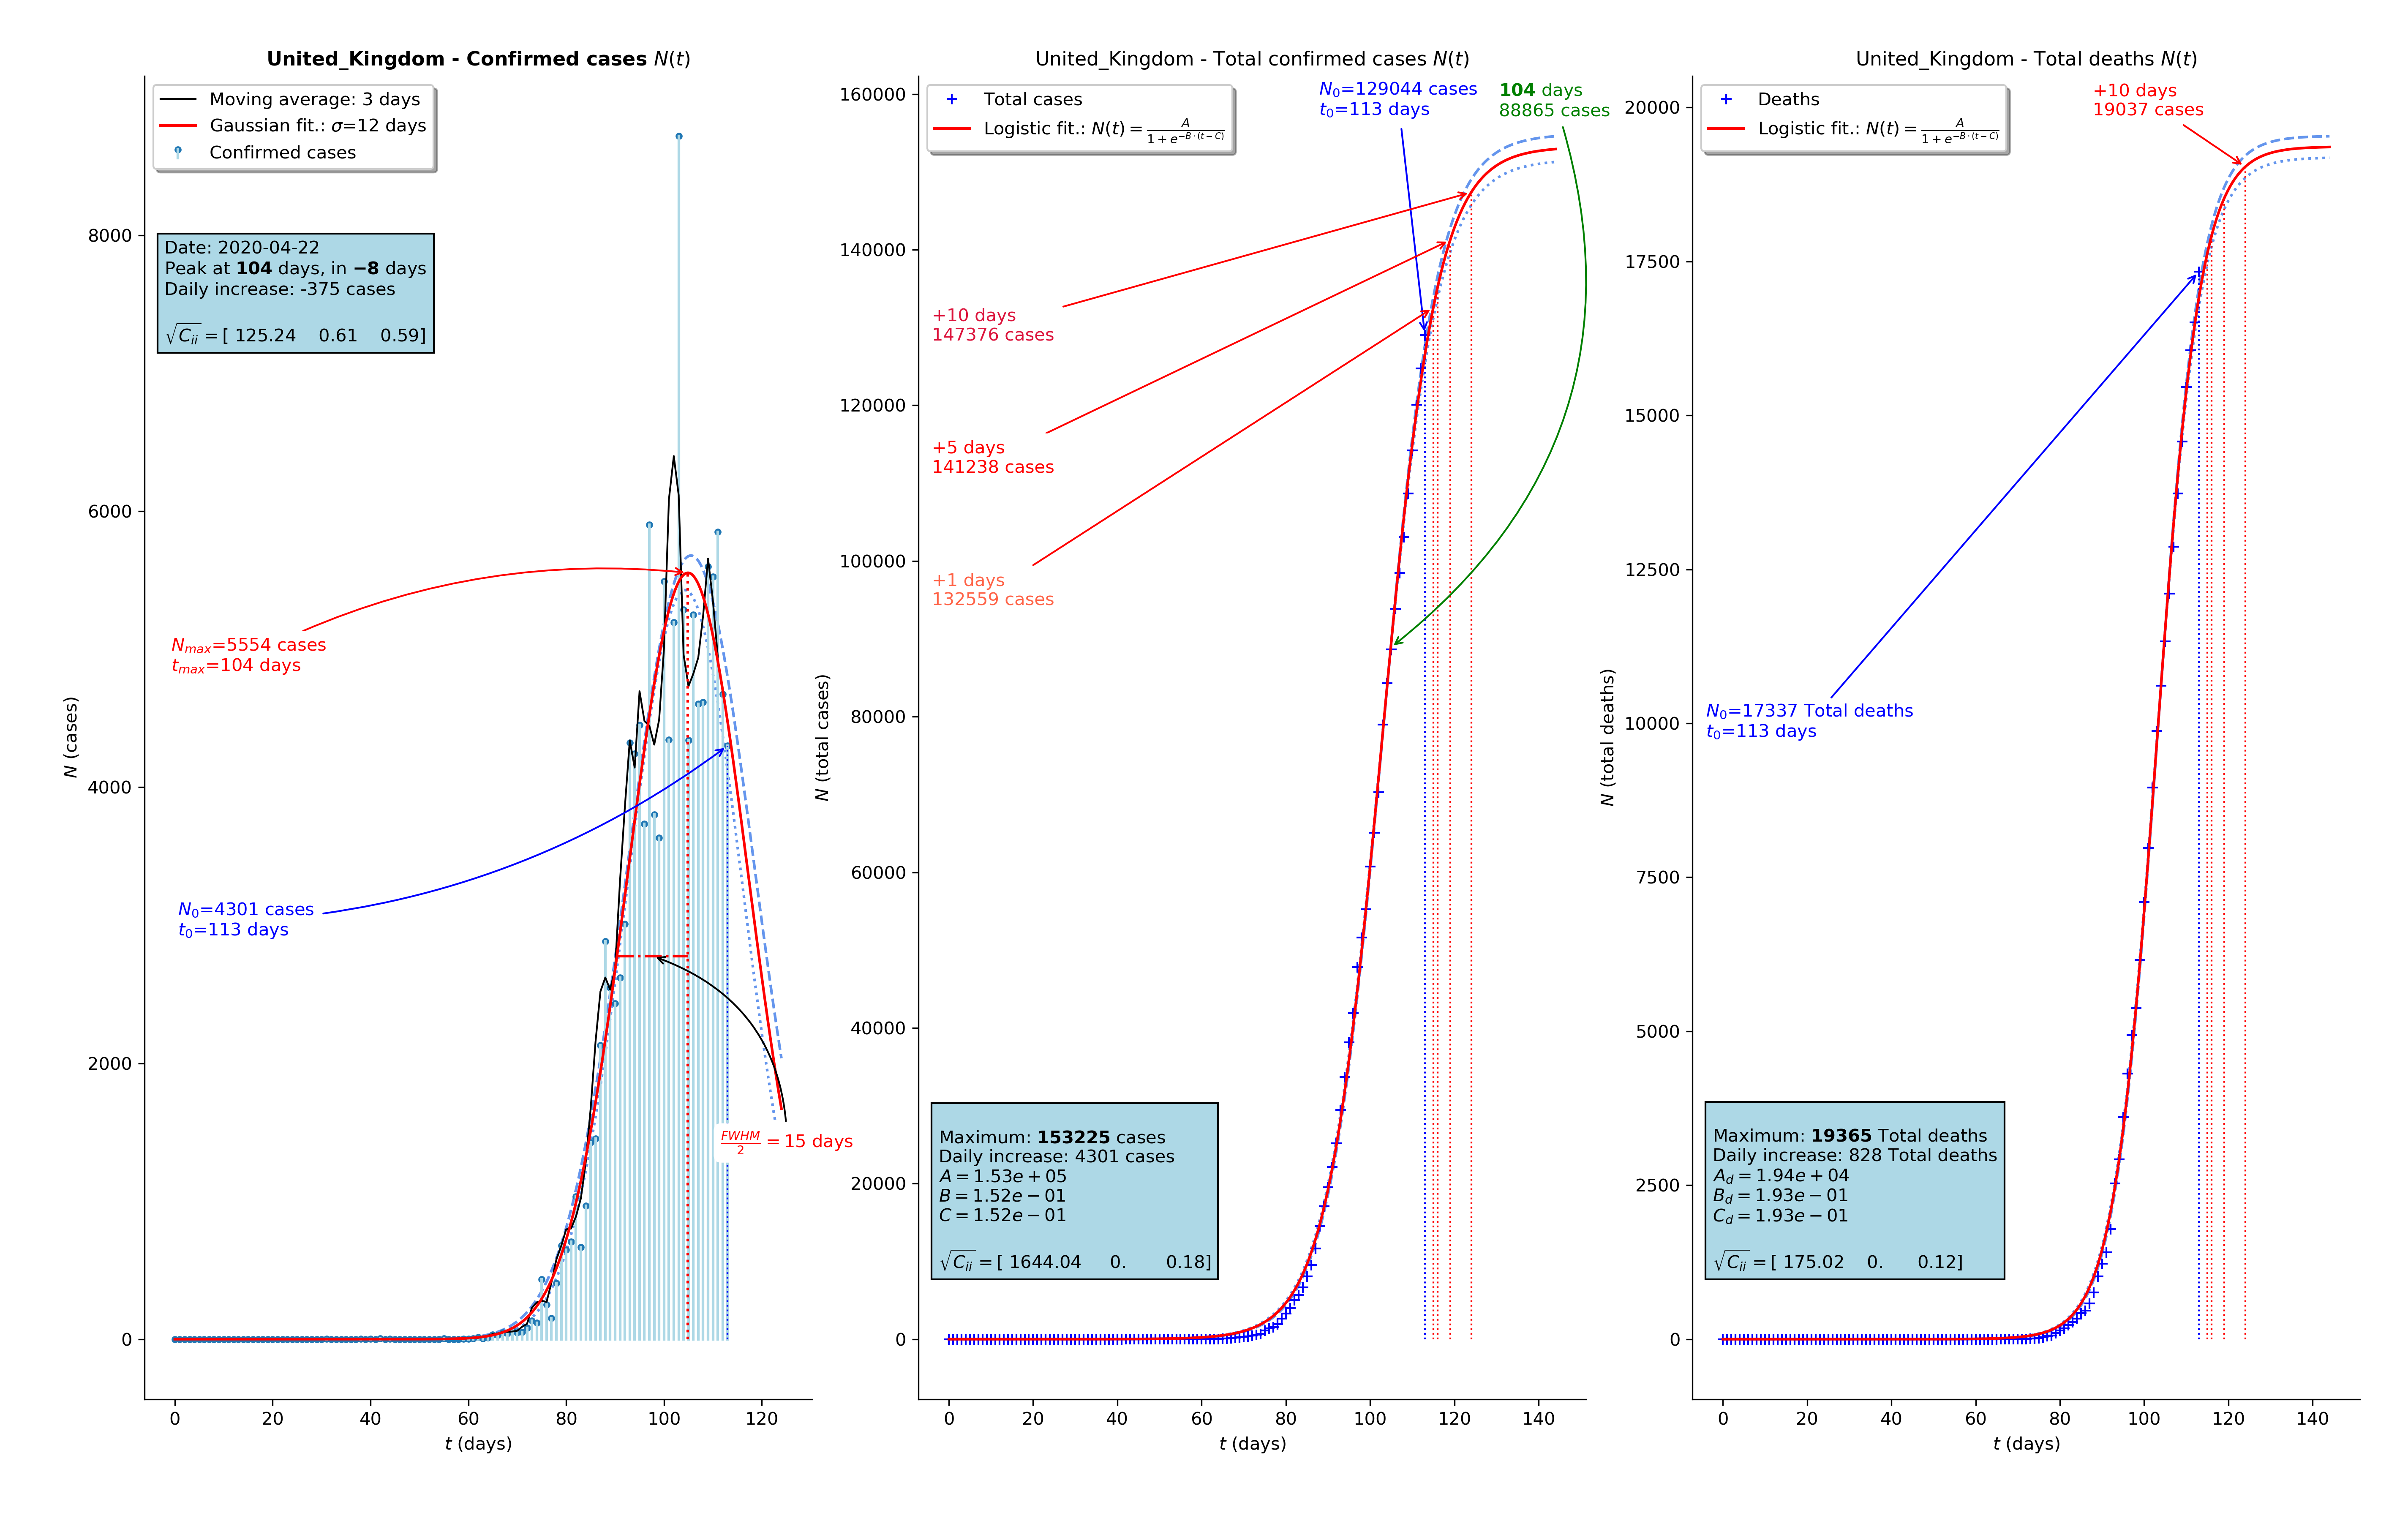 United_Kingdom - Confirmed cases N(t)
Moving average: 3 days
Gaussian fit.: σ=12 days
Confirmed cases
Date: 2020-04-22
Peak at 104 days, in −8 days
Daily increase: -375 cases
√C_ii = [ 125.24 0.61 0.59]
N_max=5554 cases
t_max=104 days
N_0=4301 cases
t_0=113 days
FWHM/2 = 15 days
N (cases)
8000
6000
4000
2000
0
0 20 40 60 80 100 120
t (days)
United_Kingdom - Total confirmed cases N(t)
Total cases
Logistic fit.: N(t) = A/(1+e^{−B·(t−C)})
N_0=129044 cases
t_0=113 days
104 days
88865 cases
+10 days
147376 cases
+5 days
141238 cases
+1 days
132559 cases
Maximum: 153225 cases
Daily increase: 4301 cases
A = 1.53e + 05
B = 1.52e − 01
C = 1.52e − 01
√C_ii = [ 1644.04 0. 0.18]
N (total cases)
160000
140000
120000
100000
80000
60000
40000
20000
0
0 20 40 60 80 100 120 140
t (days)
United_Kingdom - Total deaths N(t)
Deaths
Logistic fit.: N(t) = A/(1+e^{−B·(t−C)})
+10 days
19037 cases
N_0=17337 Total deaths
t_0=113 days
Maximum: 19365 Total deaths
Daily increase: 828 Total deaths
A_d = 1.94e + 04
B_d = 1.93e − 01
C_d = 1.93e − 01
√C_ii = [ 175.02 0. 0.12]
N (total deaths)
20000
17500
15000
12500
10000
7500
5000
2500
0
0 20 40 60 80 100 120 140
t (days)